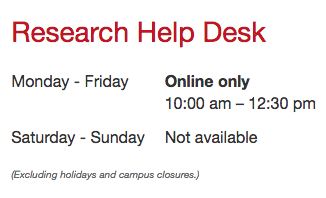 Research Help Desk
Monday - Friday Online only
10:00 am – 12:30 pm
Saturday - Sunday Not available
(Excluding holidays and campus closures.)